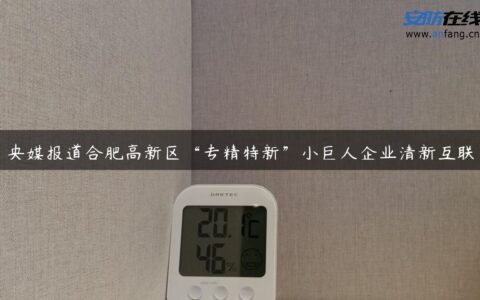 安防在线
www.anfang.cn
央媒报道合肥高新区“专精特新”小巨人企业清新互联
DRETEC
20.1℃
46%